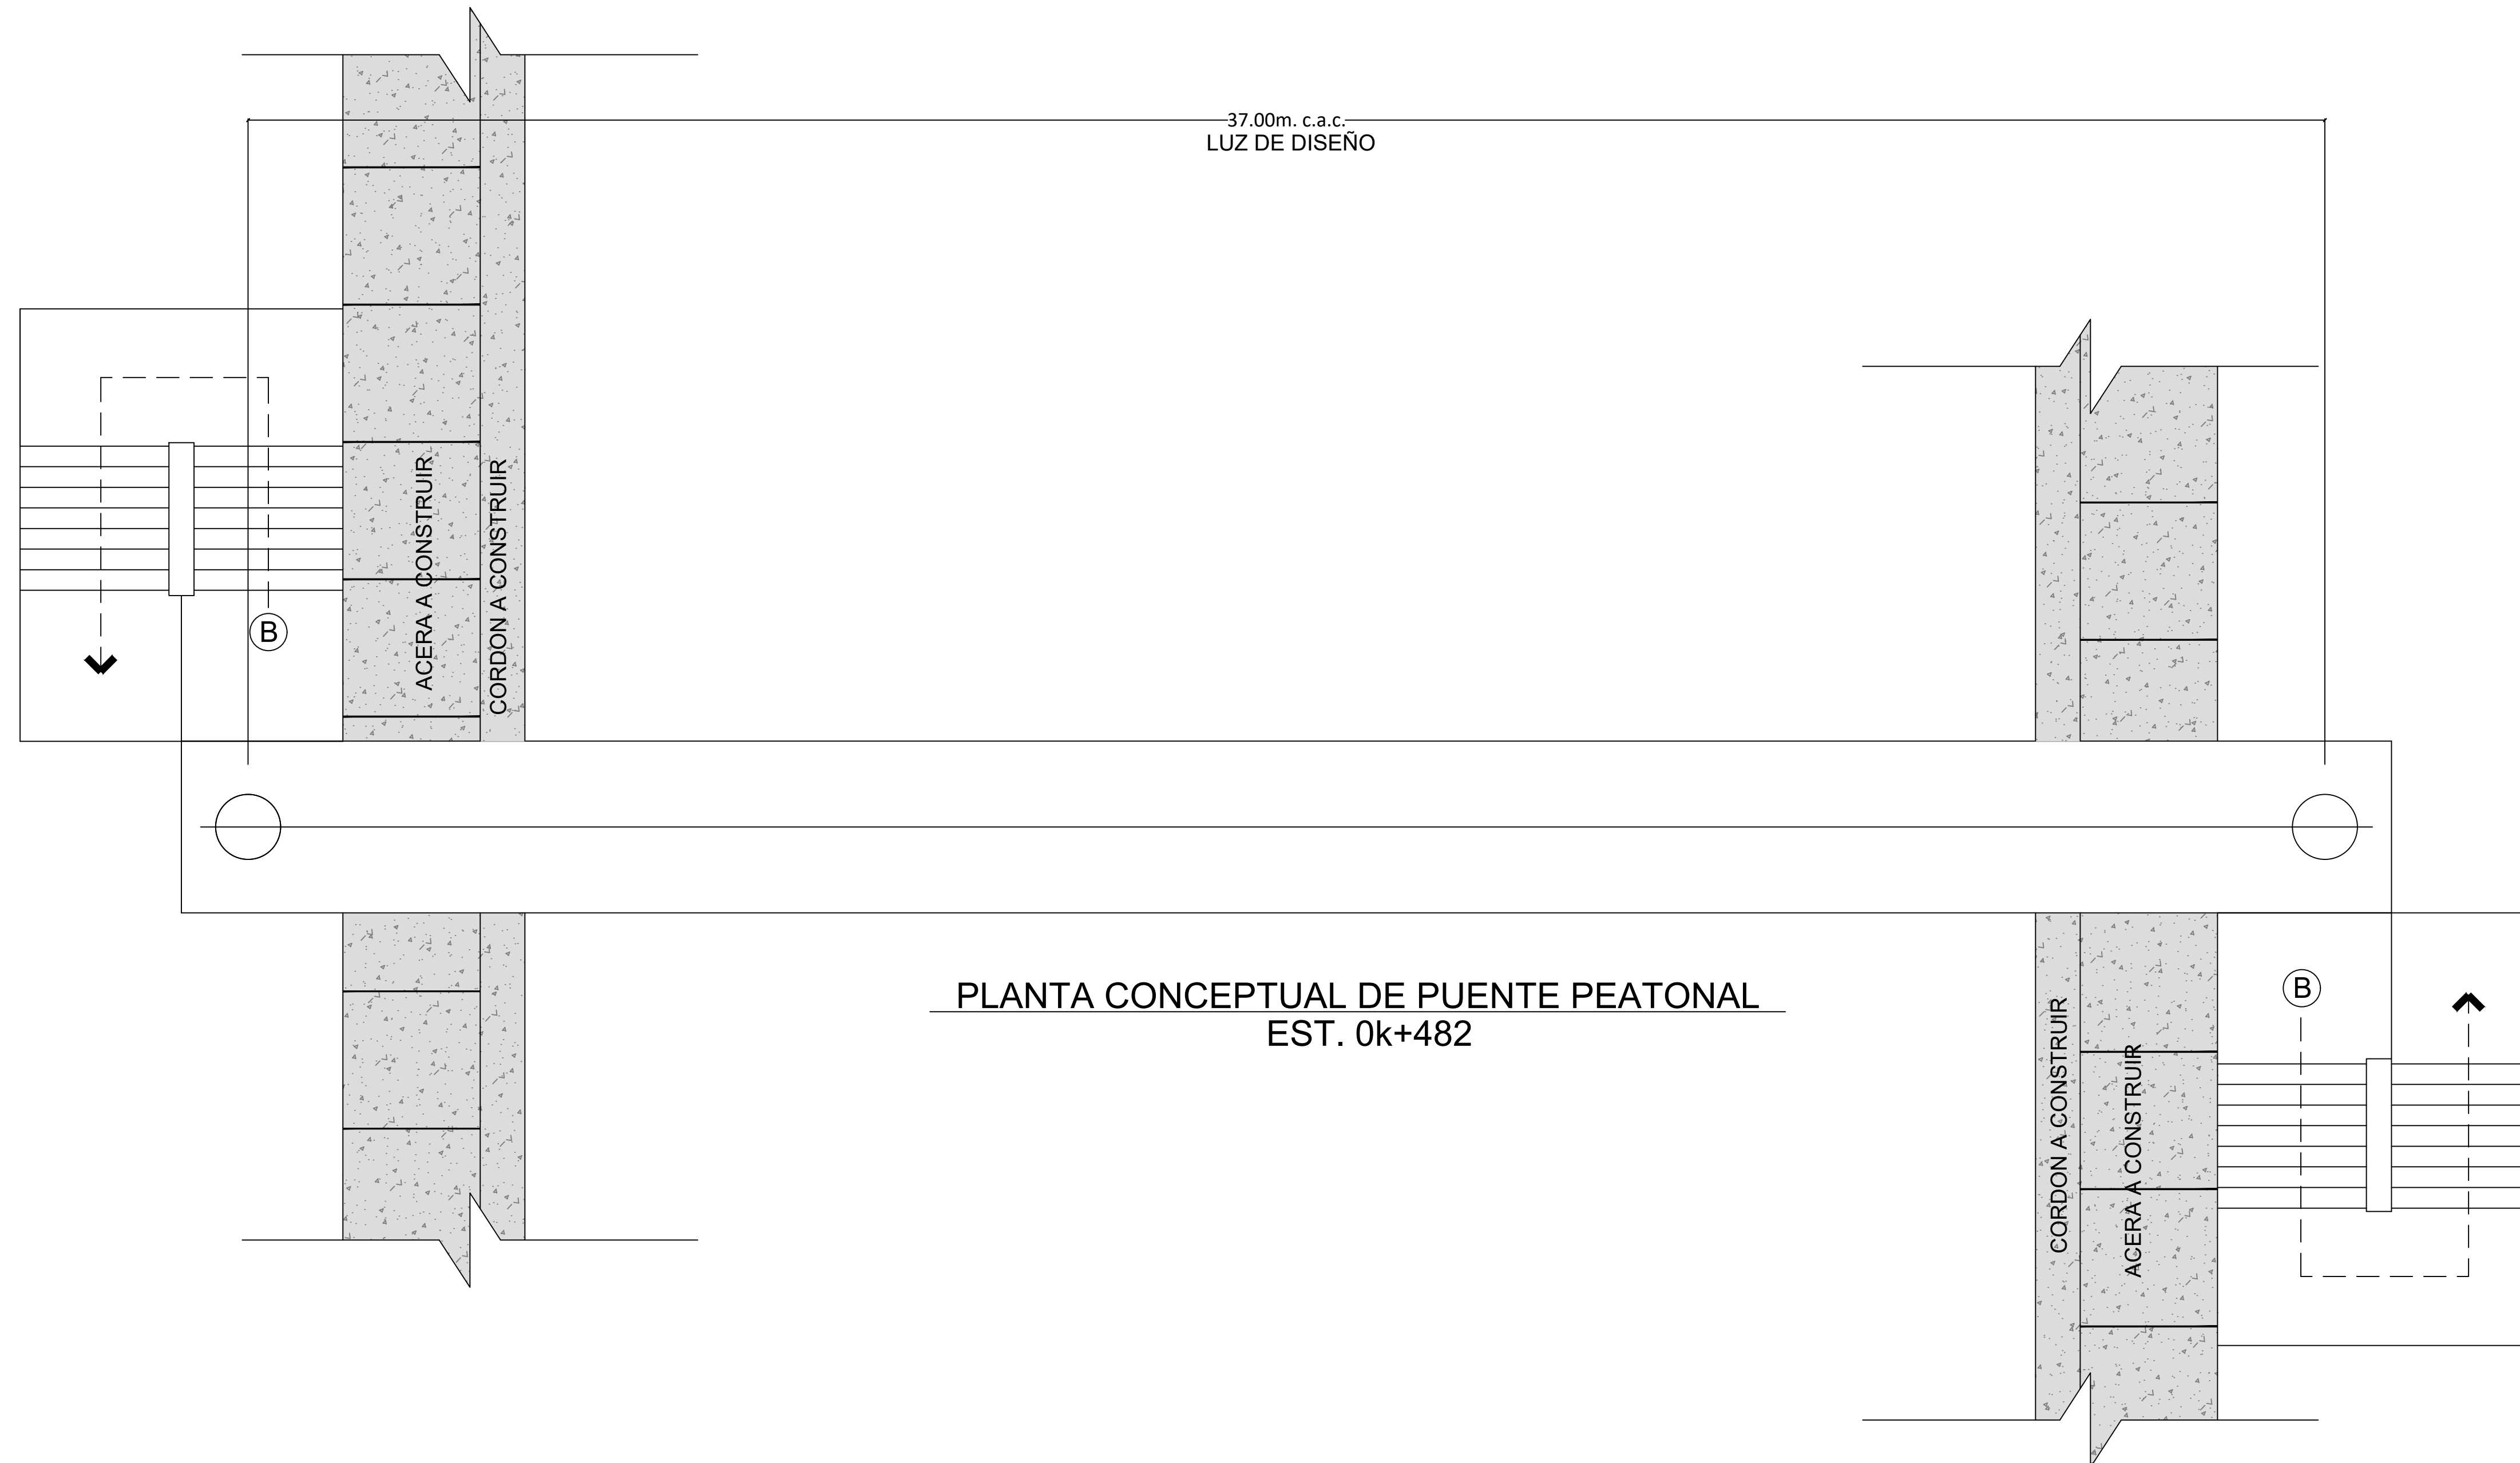 37.00m. c.a.c.
LUZ DE DISEÑO
ACERA A CONSTRUIR
CORDON A CONSTRUIR
B
PLANTA CONCEPTUAL DE PUENTE PEATONAL
EST. 0k+482
CORDON A CONSTRUIR
ACERA A CONSTRUIR
B